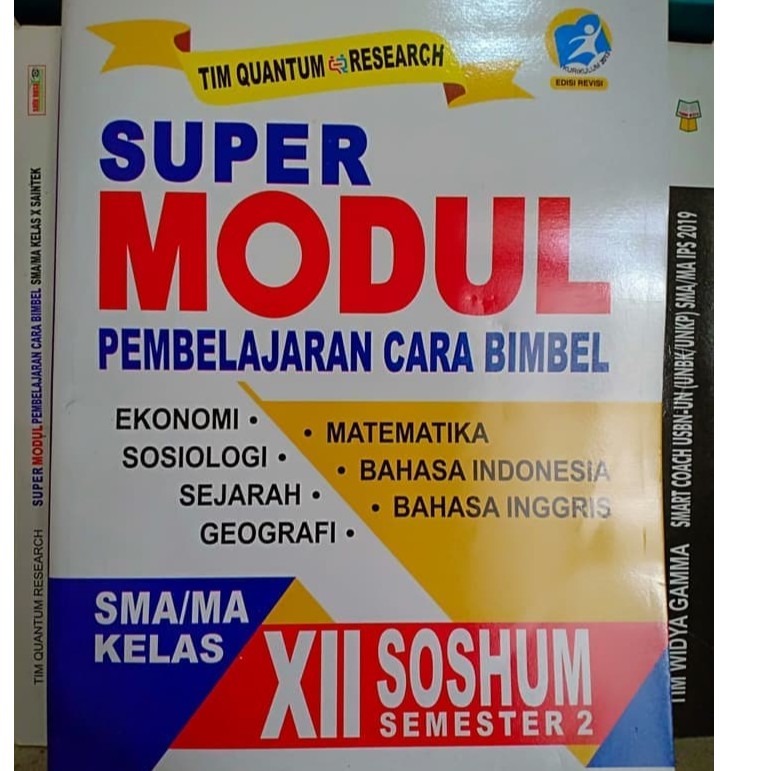 TIM QUANTUM RESEARCH
KURIKULUM 2013
EDISI REVISI
SUPER
MODUL
PEMBELAJARAN CARA BIMBEL
EKONOMI •
SOSIOLOGI •
SEJARAH •
GEOGRAFI •
• MATEMATIKA
• BAHASA INDONESIA
• BAHASA INGGRIS
SMA/MA
KELAS
XII SOSHUM
SEMESTER 2
TIM QUANTUM RESEARCH SUPER MODUL PEMBELAJARAN CARA BIMBEL SMA/MA KELAS X SAINTEK
TIM WIDYA GAMMA SMART COACH USBN-UN (UNBK/UNKP) SMA/MA IPS 2019